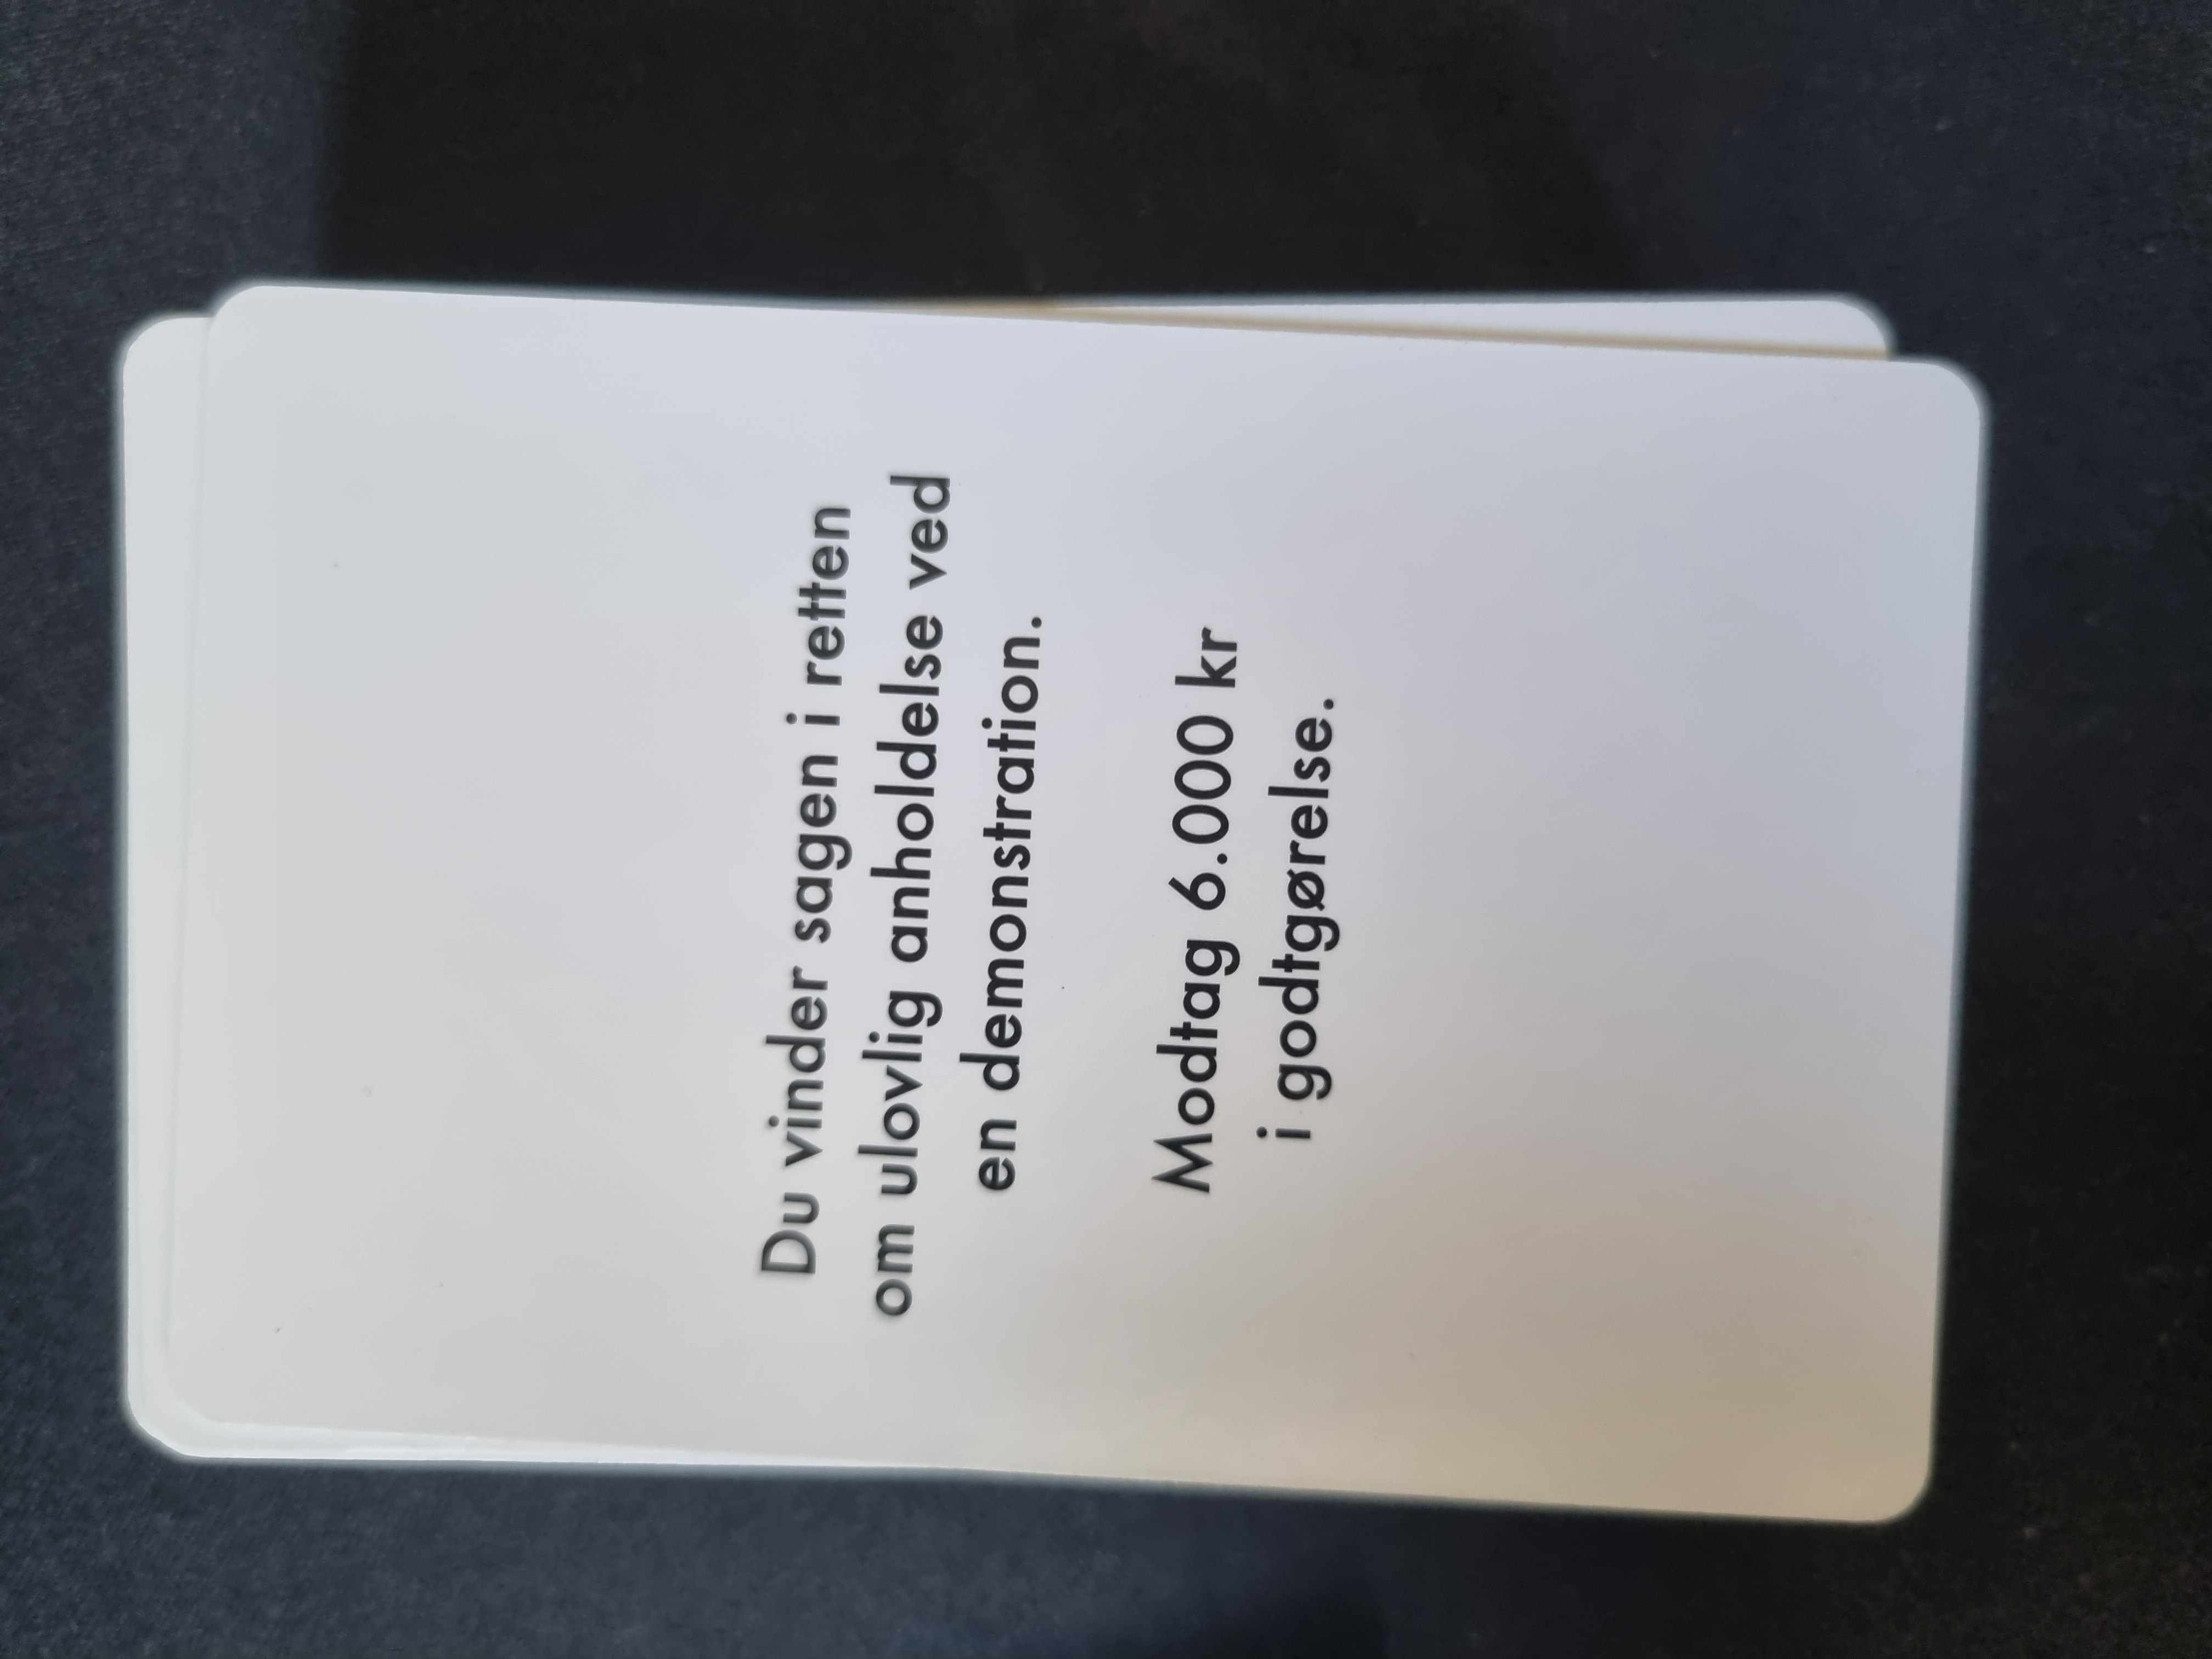 Du vinder sagen i retten
om ulovlig anholdelse ved
en demonstration.
Modtag 6.000 kr
i godtgørelse.